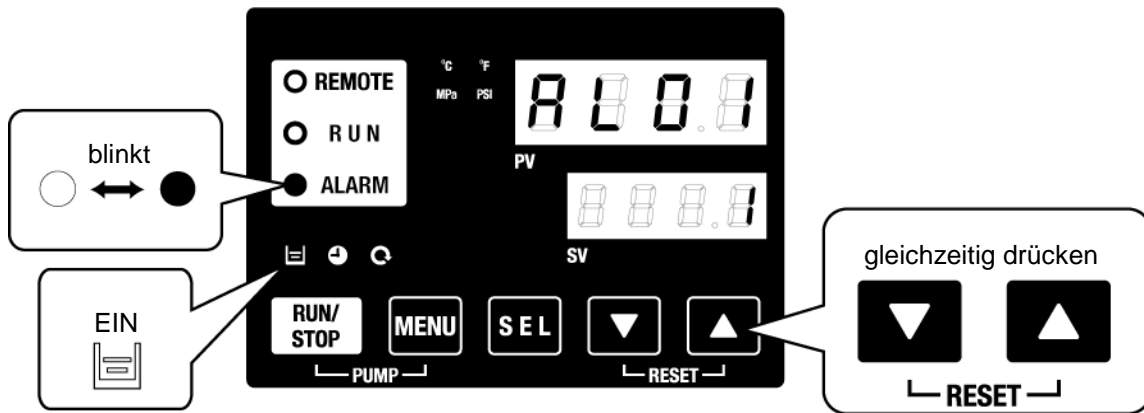 REMOTE
RUN
ALARM
°C °F
MPa PSI
AL01
PV
1
SV
blinkt
EIN
RUN/
STOP
MENU
SEL
PUMP
RESET
gleichzeitig drücken
RESET